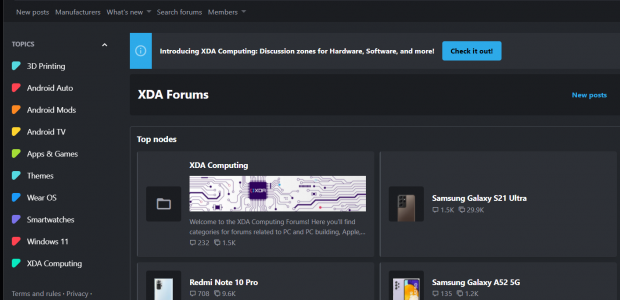 New posts Manufacturers What's new Search forums Members
TOPICS
3D Printing
Android Auto
Android Mods
Android TV
Apps & Games
Themes
Wear OS
Smartwatches
Windows 11
XDA Computing
Terms and rules · Privacy ·
Introducing XDA Computing: Discussion zones for Hardware, Software, and more! Check it out!
XDA Forums New posts
Top nodes
XDA Computing
XDA
Welcome to the XDA Computing Forums! Here you'll find
categories for forums related to PC and PC building, Apple,...
232 1.5K
Samsung Galaxy S21 Ultra
1.5K 29.9K
Redmi Note 10 Pro
708 9.6K
Samsung Galaxy A52 5G
135 1.2K